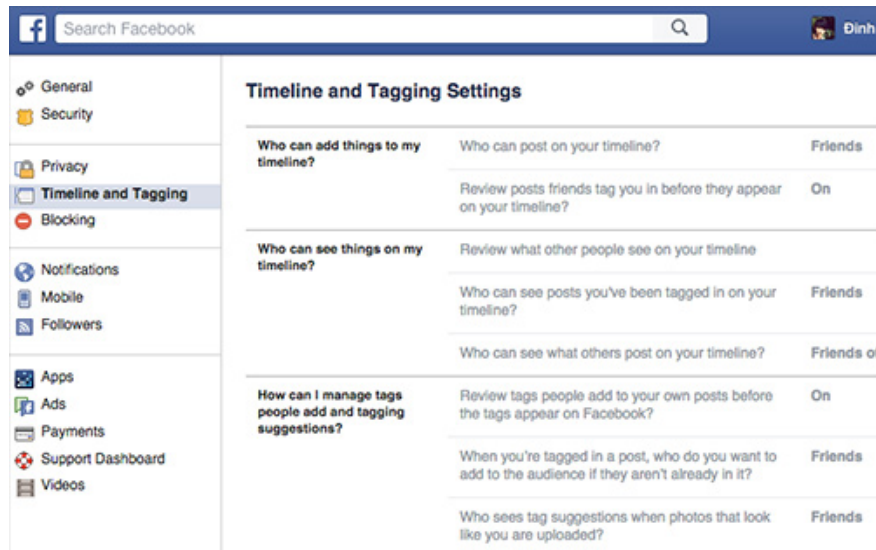 f
Search Facebook
Đinh
General
Security
Privacy
Timeline and Tagging
Blocking
Notifications
Mobile
Followers
Apps
Ads
Payments
Support Dashboard
Videos
Timeline and Tagging Settings
Who can add things to my
timeline?
Who can post on your timeline?
Friends
Review posts friends tag you in before they appear
on your timeline?
On
Who can see things on my
timeline?
Review what other people see on your timeline
Who can see posts you've been tagged in on your
timeline?
Friends
Who can see what others post on your timeline?
Friends
How can I manage tags
people add and tagging
suggestions?
Review tags people add to your own posts before
the tags appear on Facebook?
On
When you're tagged in a post, who do you want to
add to the audience if they aren't already in it?
Friends
Who sees tag suggestions when photos that look
like you are uploaded?
Friends